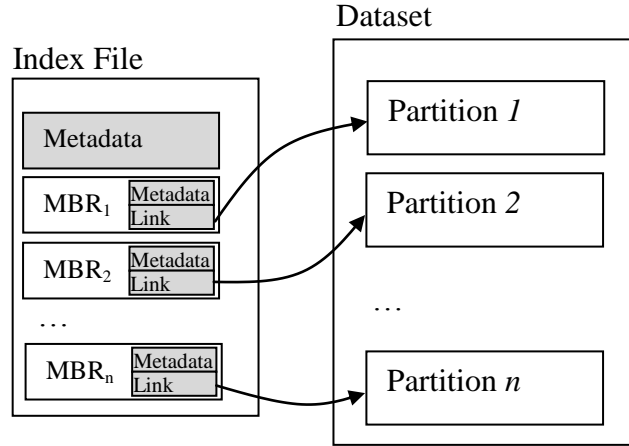 Dataset
Index File
Metadata
MBR₁
Metadata
Link
MBR₂
Metadata
Link
...
MBRₙ
Metadata
Link
Partition 1
Partition 2
...
Partition n